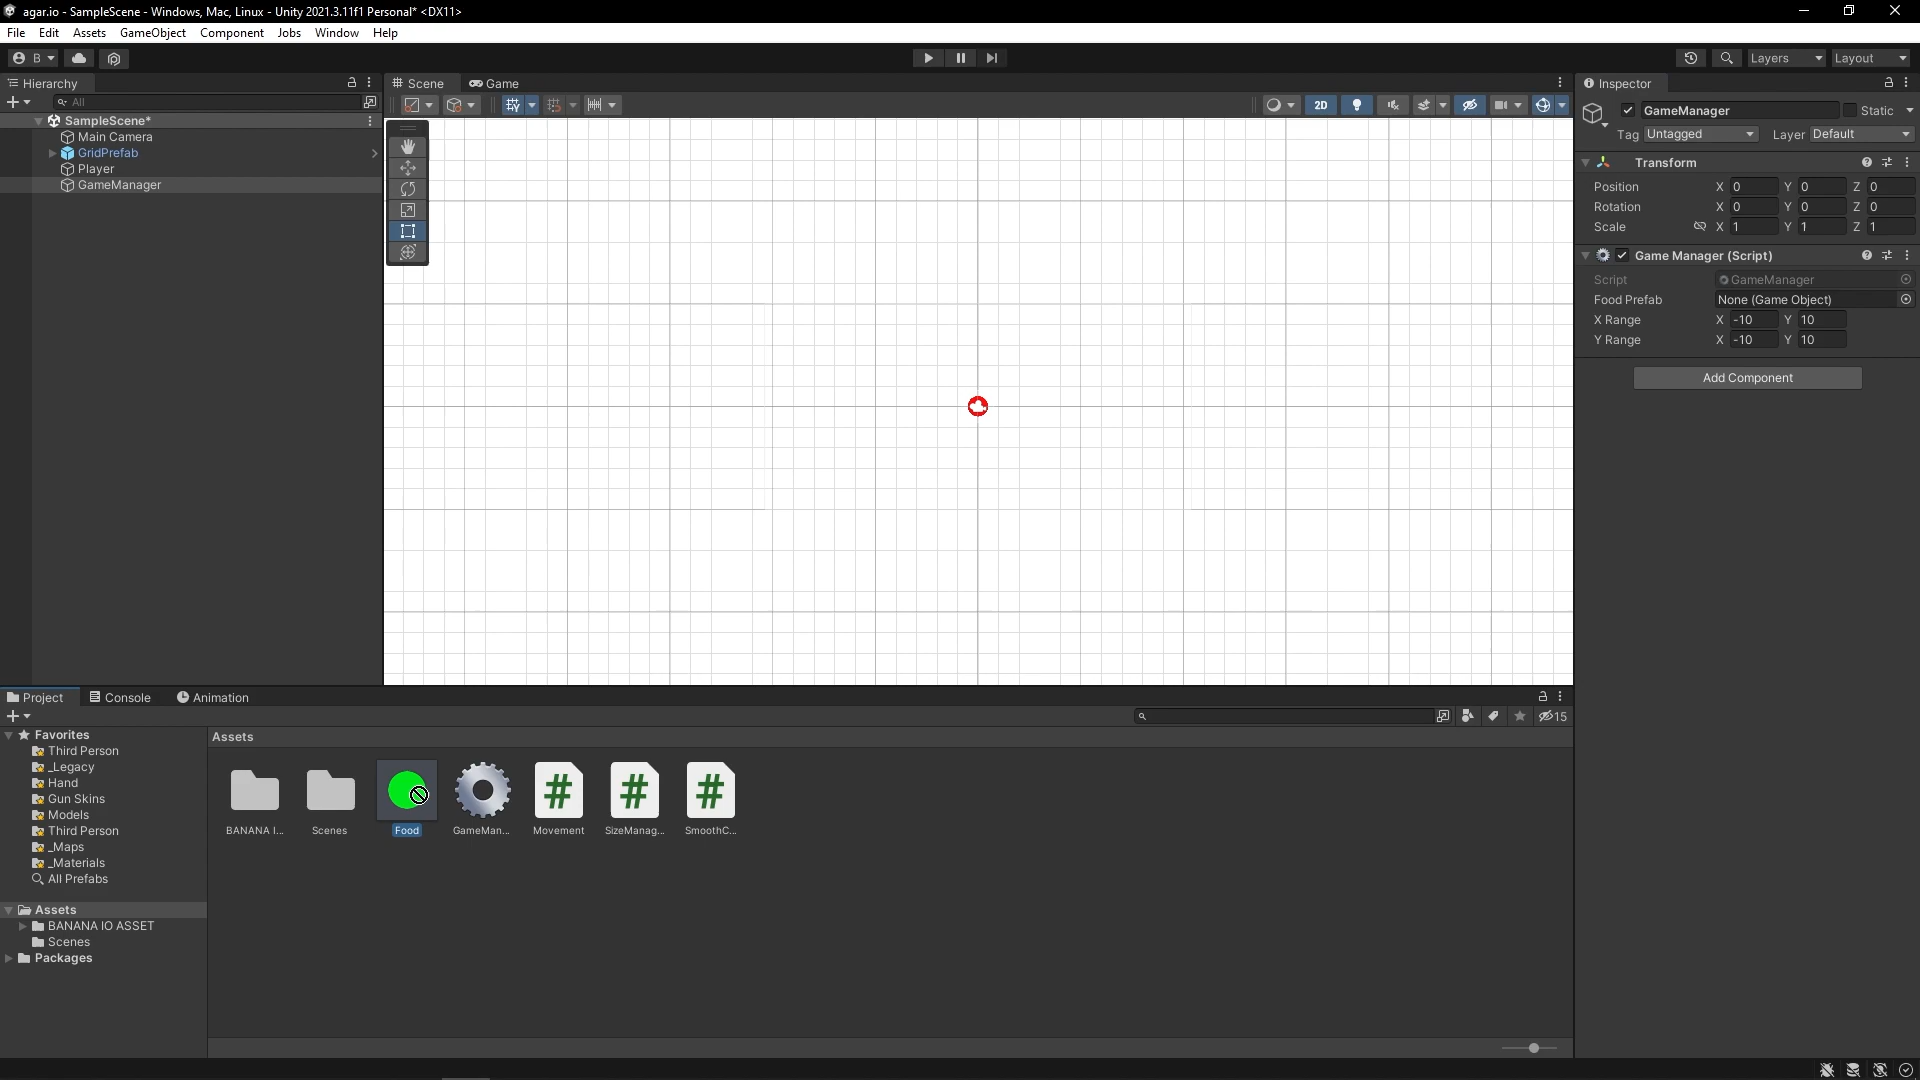 agar.io - SampleScene - Windows, Mac, Linux - Unity 2021.3.11f1 Personal* <DX11>
File Edit Assets GameObject Component Jobs Window Help
B Layers Layout
Hierarchy
All
SampleScene*
Main Camera
GridPrefab
Player
GameManager
Scene Game
2D
Inspector
GameManager Static
Tag Untagged Layer Default
Transform
Position X 0 Y 0 Z 0
Rotation X 0 Y 0 Z 0
Scale X 1 Y 1 Z 1
Game Manager (Script)
Script GameManager
Food Prefab None (Game Object)
X Range X -10 Y 10
Y Range X -10 Y 10
Add Component
Project Console Animation
15
Favorites
Third Person
_Legacy
Hand
Gun Skins
Models
Third Person
_Maps
_Materials
All Prefabs
Assets
BANANA IO ASSET
Scenes
Packages
Assets
BANANA I... Scenes Food GameMan... Movement SizeManag... SmoothC...